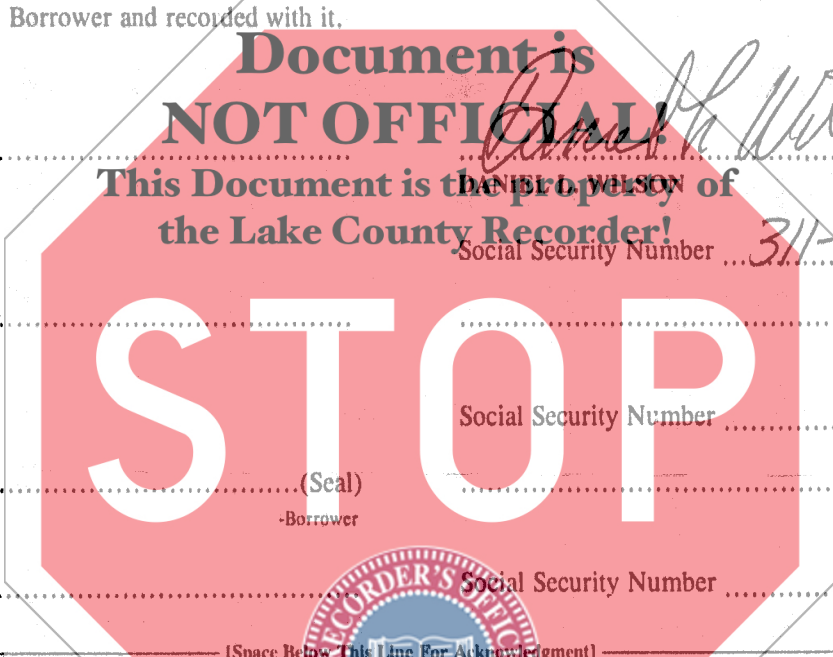 Borrower and recorded with it.
Document is
NOT OFFICIAL!
This Document is the property of
DANIEL L. WILSON
the Lake County Recorder!
Social Security Number 311-
STOP
Social Security Number
(Seal)
-Borrower
Social Security Number
RECORDER'S OFFICE
[Space Below This Line For Acknowledgment]